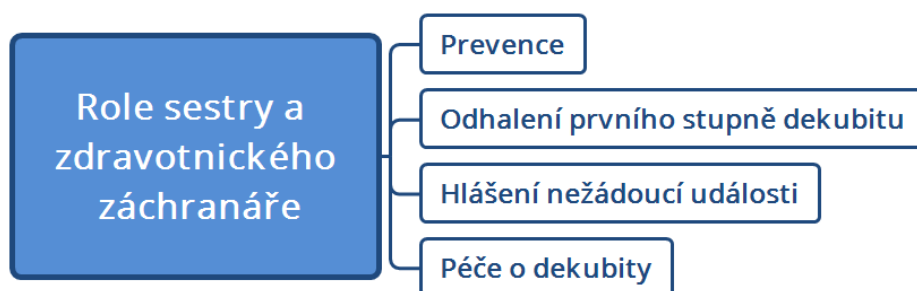 Role sestry a
zdravotnického
záchranáře
Prevence
Odhalení prvního stupně dekubitu
Hlášení nežádoucí události
Péče o dekubity